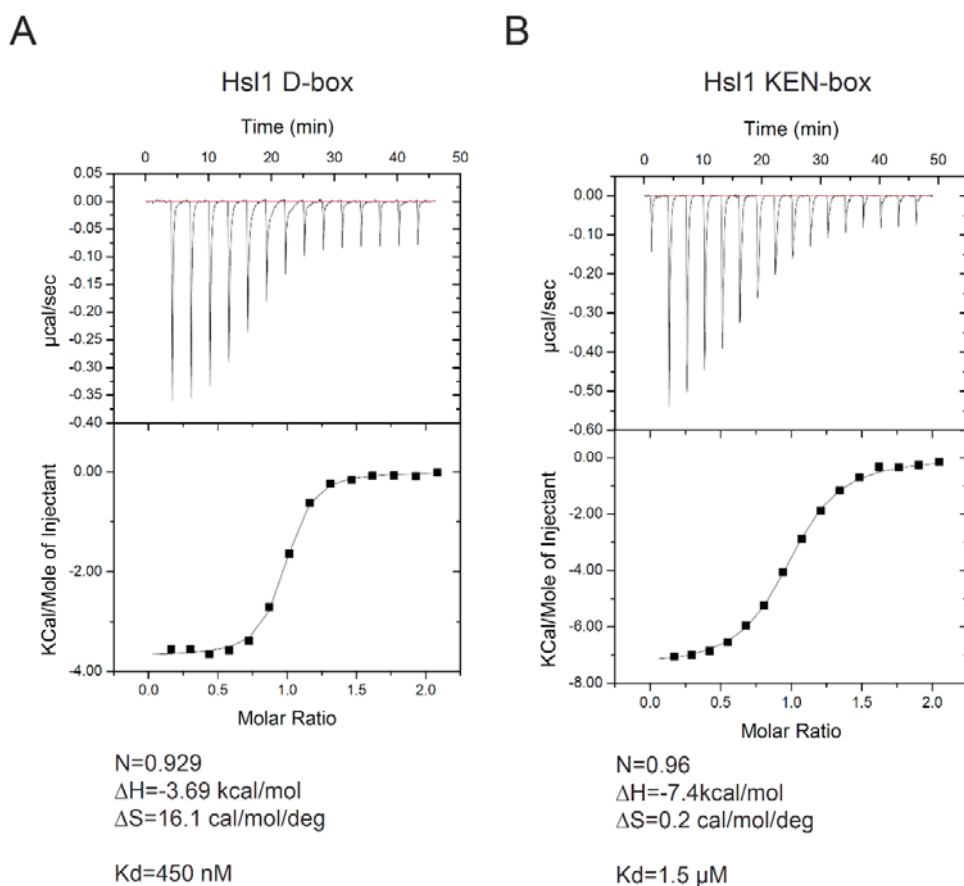 A
Hsl1 D-box
Time (min)
0 10 20 30 40 50
0.05
0.00
-0.05
-0.10
-0.15
-0.20
-0.25
-0.30
-0.35
-0.40
µcal/sec
0.00
-2.00
-4.00
KCal/Mole of Injectant
0.0 0.5 1.0 1.5 2.0
Molar Ratio
N=0.929
ΔH=-3.69 kcal/mol
ΔS=16.1 cal/mol/deg
Kd=450 nM
B
Hsl1 KEN-box
Time (min)
0 10 20 30 40 50
0.00
-0.10
-0.20
-0.30
-0.40
-0.50
-0.60
µcal/sec
0.00
-2.00
-4.00
-6.00
-8.00
KCal/Mole of Injectant
0.0 0.5 1.0 1.5 2.0
Molar Ratio
N=0.96
ΔH=-7.4kcal/mol
ΔS=0.2 cal/mol/deg
Kd=1.5 µM